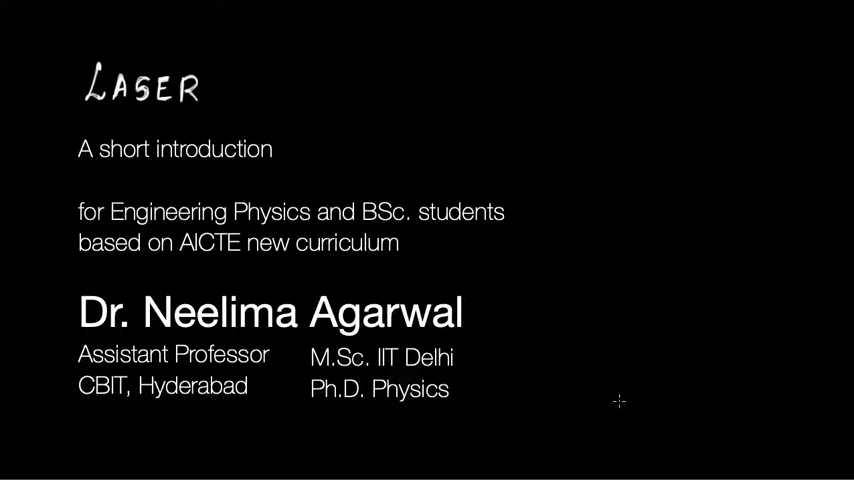 LASER
A short introduction
for Engineering Physics and BSc. students
based on AICTE new curriculum
Dr. Neelima Agarwal
Assistant Professor M.Sc. IIT Delhi
CBIT, Hyderabad Ph.D. Physics